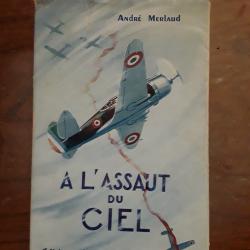 André Merlaud
A L'ASSAUT
DU
CIEL